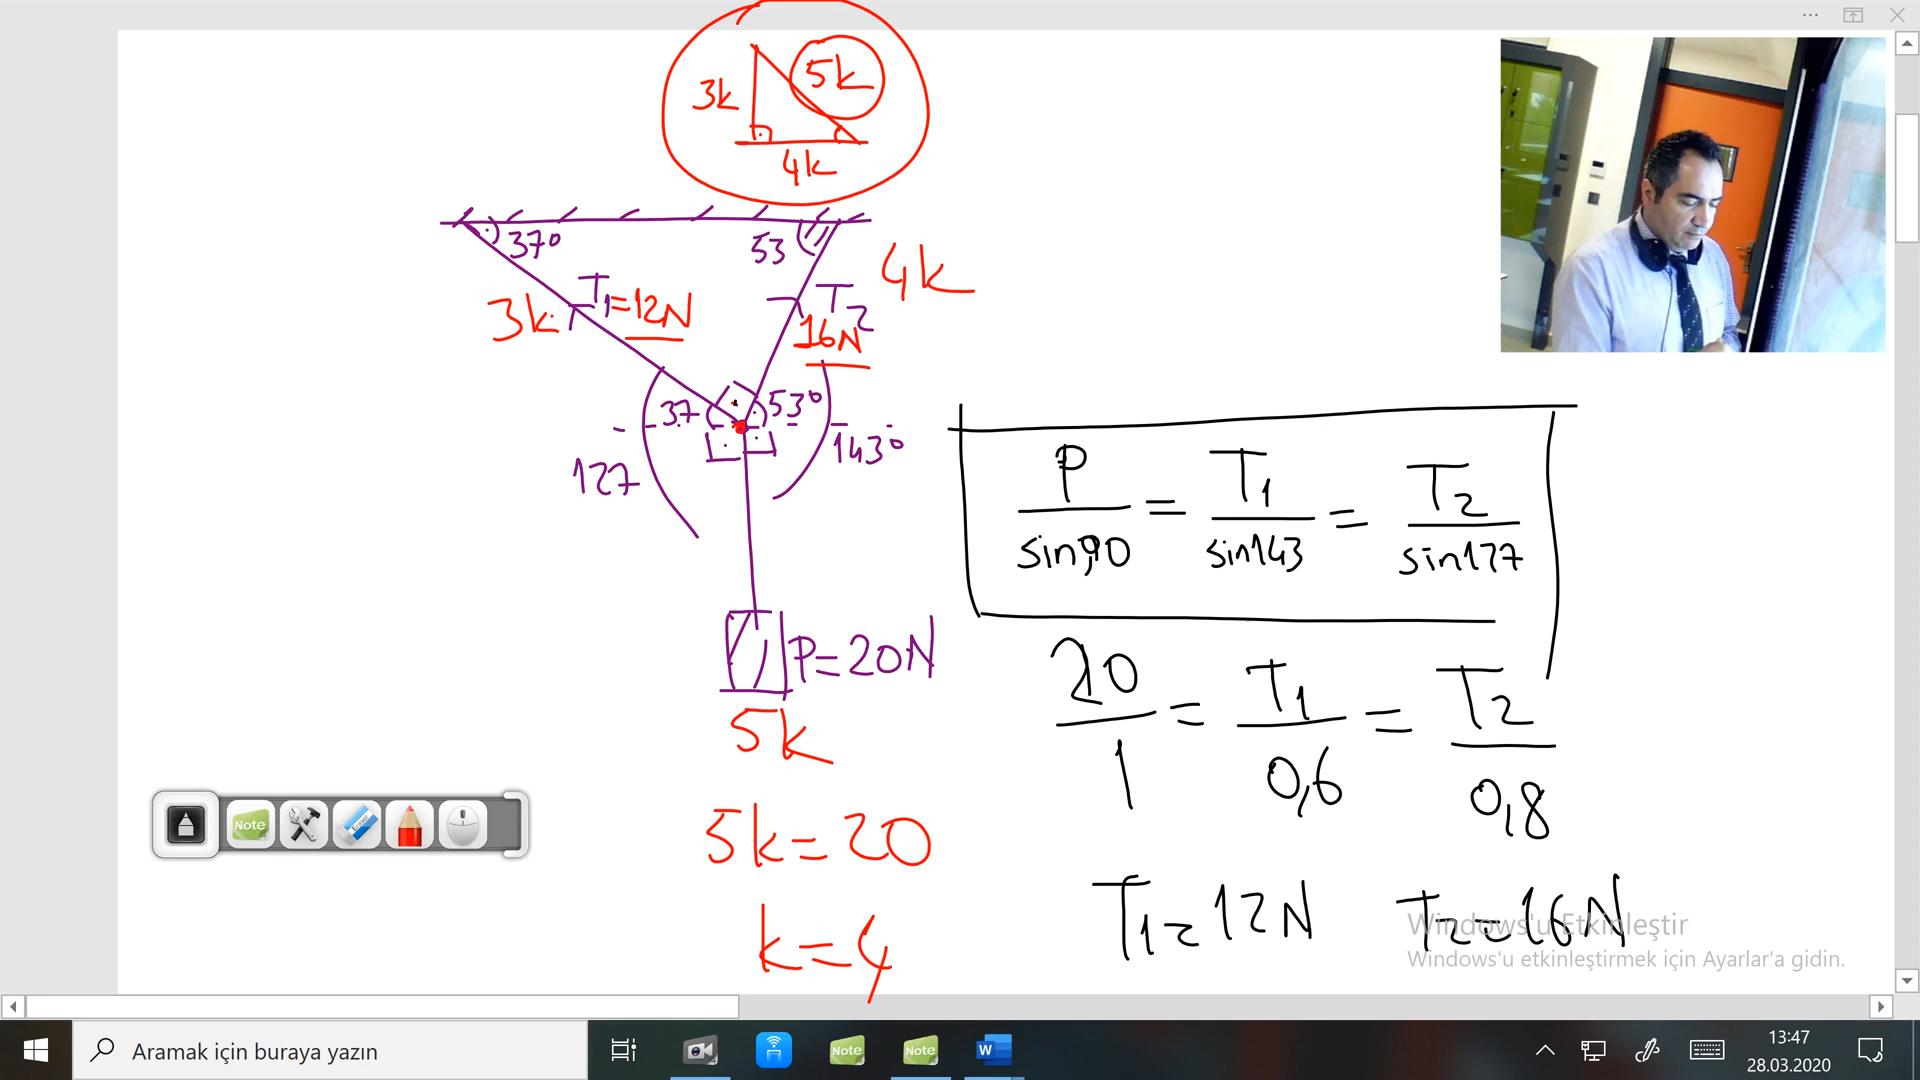 3k
5k
4k
37°
53
4k
3k
T1=12N
T2
16N
37
53°
127
143°
P=20N
5k
5k=20
k=4
P/sin90 = T1/sin143 = T2/sin127
20/1 = T1/0,6 = T2/0,8
T1=12N T2=16N
Windows'u Etkinleştir
Windows'u etkinleştirmek için Ayarlar'a gidin.
Note
Aramak için buraya yazın
Note
Note
W
13:47
28.03.2020